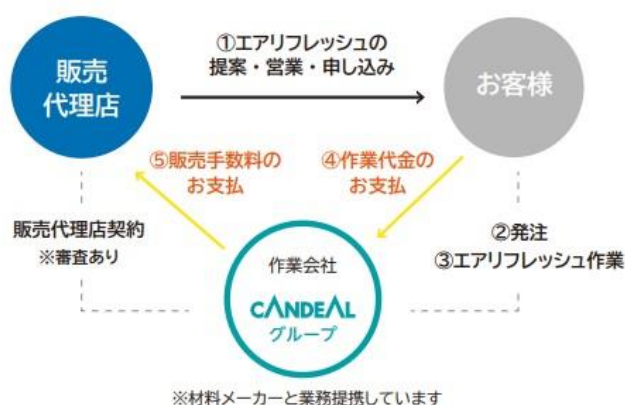 ①エアリフレッシュの
提案・営業・申し込み
販売
代理店
お客様
⑤販売手数料の
お支払
④作業代金の
お支払
販売代理店契約
※審査あり
②発注
③エアリフレッシュ作業
作業会社
CANDEAL
グループ
※材料メーカーと業務提携しています